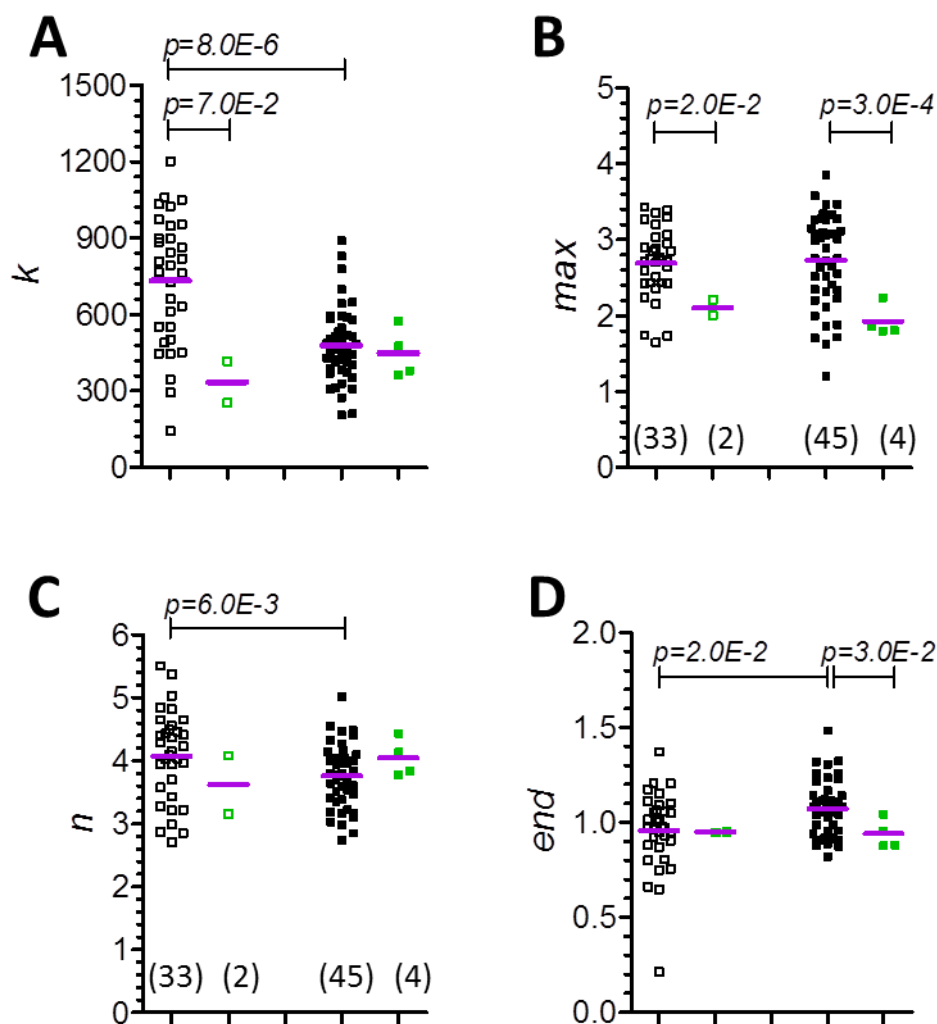 A
p=8.0E-6
p=7.0E-2
1500
1200
900
600
300
0
k
B
p=2.0E-2 p=3.0E-4
5
4
3
2
1
0
max
(33) (2) (45) (4)
C
p=6.0E-3
6
5
4
3
2
1
0
n
(33) (2) (45) (4)
D
p=2.0E-2 p=3.0E-2
2.0
1.5
1.0
0.5
0.0
end